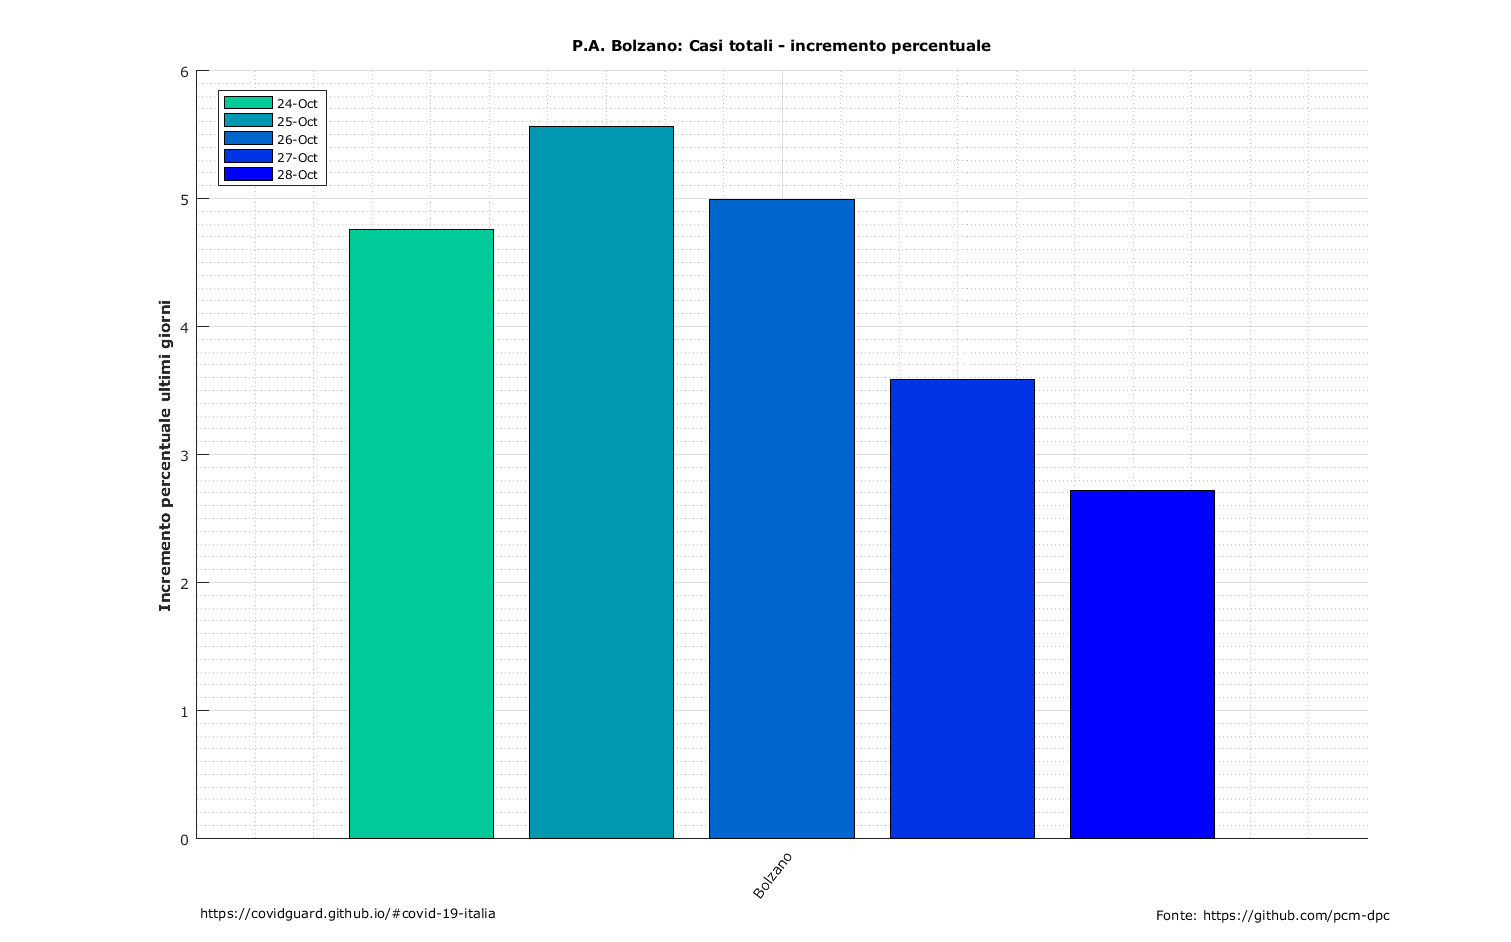 P.A. Bolzano: Casi totali - incremento percentuale
6
5
4
3
2
1
0
Incremento percentuale ultimi giorni
24-Oct
25-Oct
26-Oct
27-Oct
28-Oct
Bolzano
https://covidguard.github.io/#covid-19-italia
Fonte: https://github.com/pcm-dpc